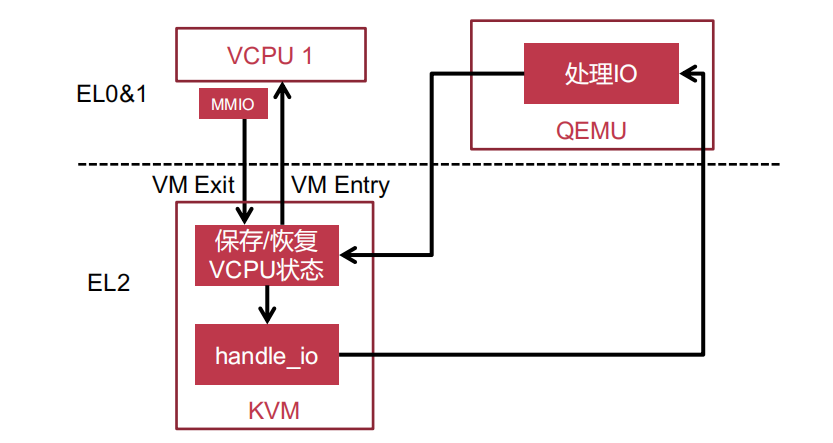 VCPU 1
EL0&1
MMIO
处理IO
QEMU
VM Exit
VM Entry
保存/恢复
VCPU状态
EL2
handle_io
KVM